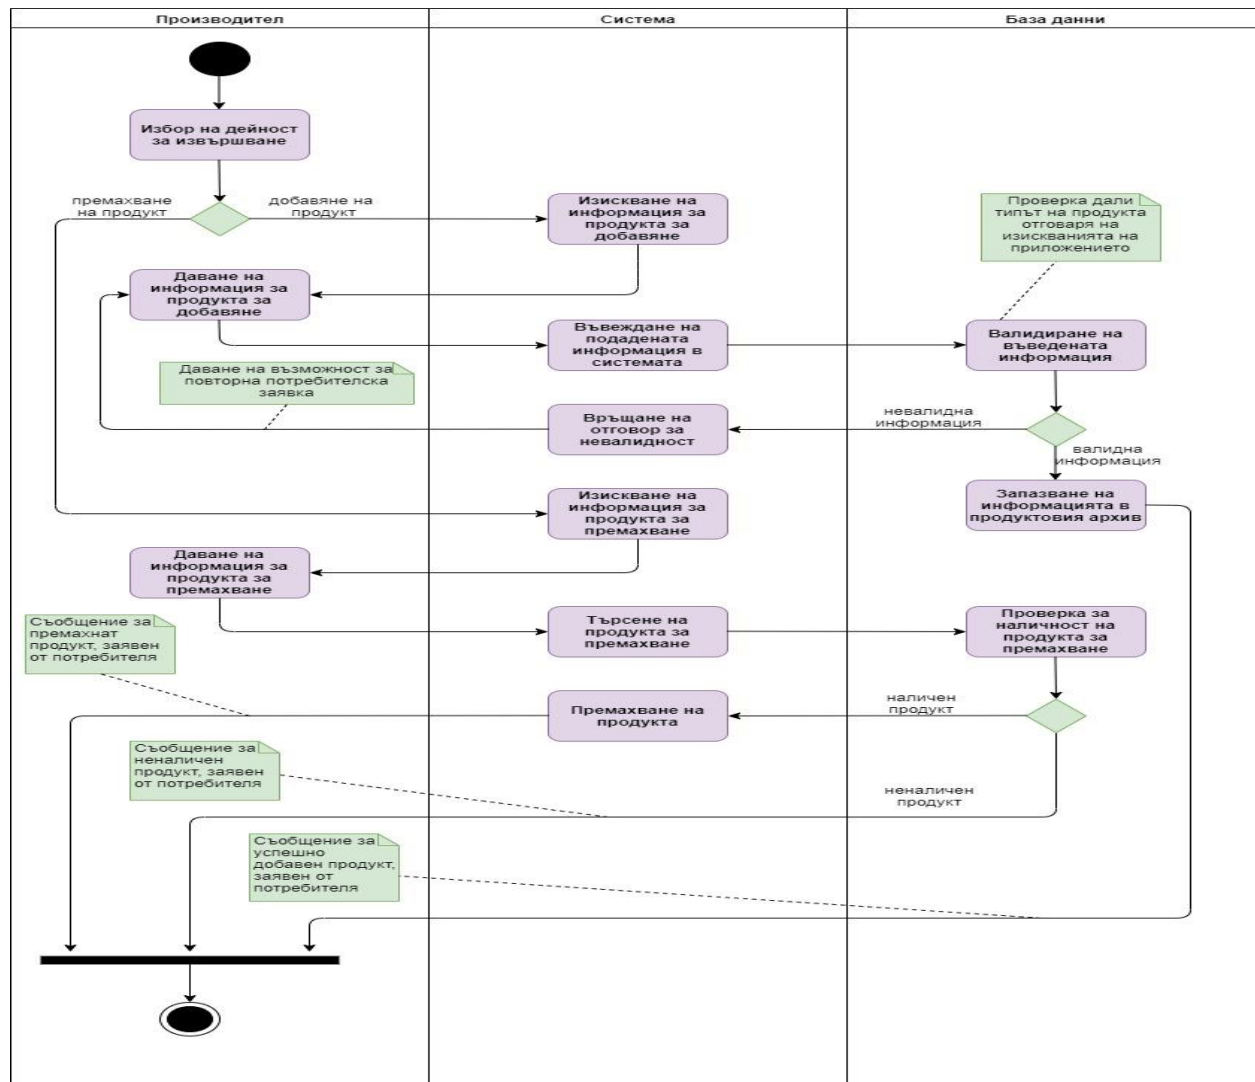 Производител
Система
База данни
Избор на дейност
за извършване
премахване
на продукт
добавяне на
продукт
Изискване на
информация за
продукта за
добавяне
Проверка дали
типът на продукта
отговаря на
изискванията на
приложението
Даване на
информация за
продукта за
добавяне
Въвеждане на
подадената
информация в
системата
Валидиране на
въведената
информация
Даване на възможност за
повторна потребителска
заявка
Връщане на
отговор за
невалидност
невалидна
информация
валидна
информация
Изискване на
информация за
продукта за
премахване
Запазване на
информацията в
продуктовия архив
Даване на
информация за
продукта за
премахване
Съобщение за
премахнат
продукт, заявен
от потребителя
Търсене на
продукта за
премахване
Проверка за
наличност на
продукта за
премахване
Премахване на
продукта
наличен
продукт
Съобщение за
неналичен
продукт, заявен
от потребителя
неналичен
продукт
Съобщение за
успешно
добавен продукт,
заявен от
потребителя